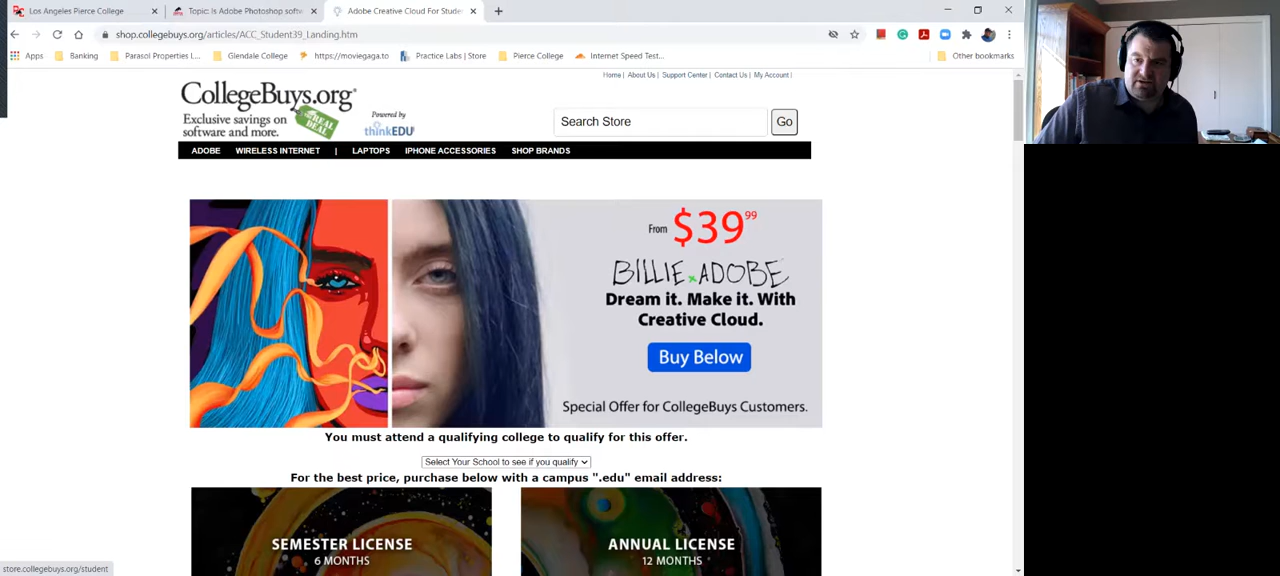 Los Angeles Pierce College
Topic: Is Adobe Photoshop softw
Adobe Creative Cloud For Stude
shop.collegebuys.org/articles/ACC_Student39_Landing.htm
Apps
Banking
Parasol Properties L...
Glendale College
https://moviegaga.to
Practice Labs | Store
Pierce College
Internet Speed Test...
Other bookmarks
Home | About Us | Support Center | Contact Us | My Account |
CollegeBuys.org
Exclusive savings on
software and more.
the REAL DEAL
Powered by
thinkEDU
Search Store
Go
ADOBE WIRELESS INTERNET | LAPTOPS IPHONE ACCESSORIES SHOP BRANDS
From $39 99
BILLIE x ADOBE
Dream it. Make it. With
Creative Cloud.
Buy Below
Special Offer for CollegeBuys Customers.
You must attend a qualifying college to qualify for this offer.
Select Your School to see if you qualify
For the best price, purchase below with a campus ".edu" email address:
SEMESTER LICENSE
6 MONTHS
ANNUAL LICENSE
12 MONTHS
store.collegebuys.org/student